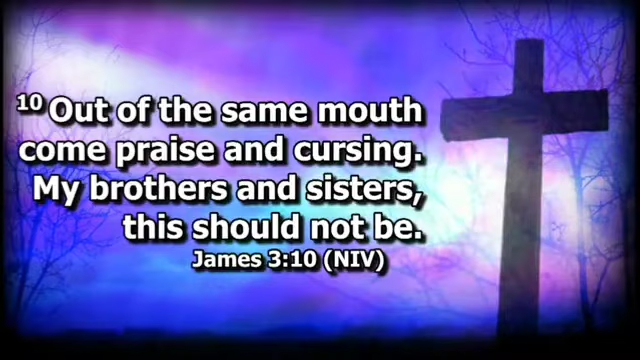 10 Out of the same mouth
come praise and cursing.
My brothers and sisters,
this should not be.
James 3:10 (NIV)